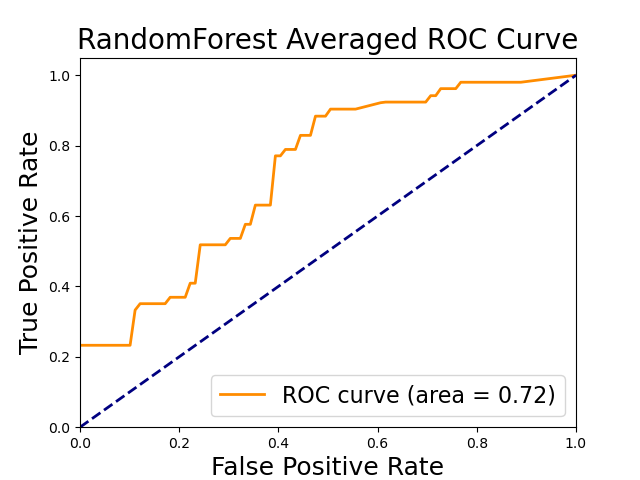 RandomForest Averaged ROC Curve
True Positive Rate
1.0
0.8
0.6
0.4
0.2
0.0
ROC curve (area = 0.72)
0.0 0.2 0.4 0.6 0.8 1.0
False Positive Rate